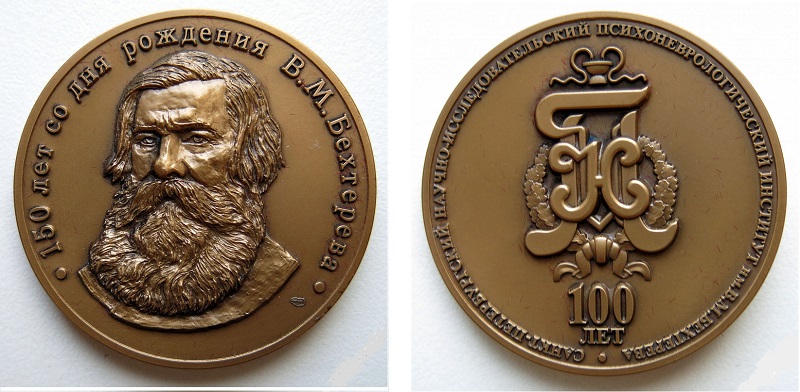 • 150 лет со дня рождения В.М.Бехтерева •
САНКТ-ПЕТЕРБУРГСКИЙ НАУЧНО-ИССЛЕДОВАТЕЛЬСКИЙ ПСИХОНЕВРОЛОГИЧЕСКИЙ ИНСТИТУТ им.В.М.БЕХТЕРЕВА •
100
ЛЕТ